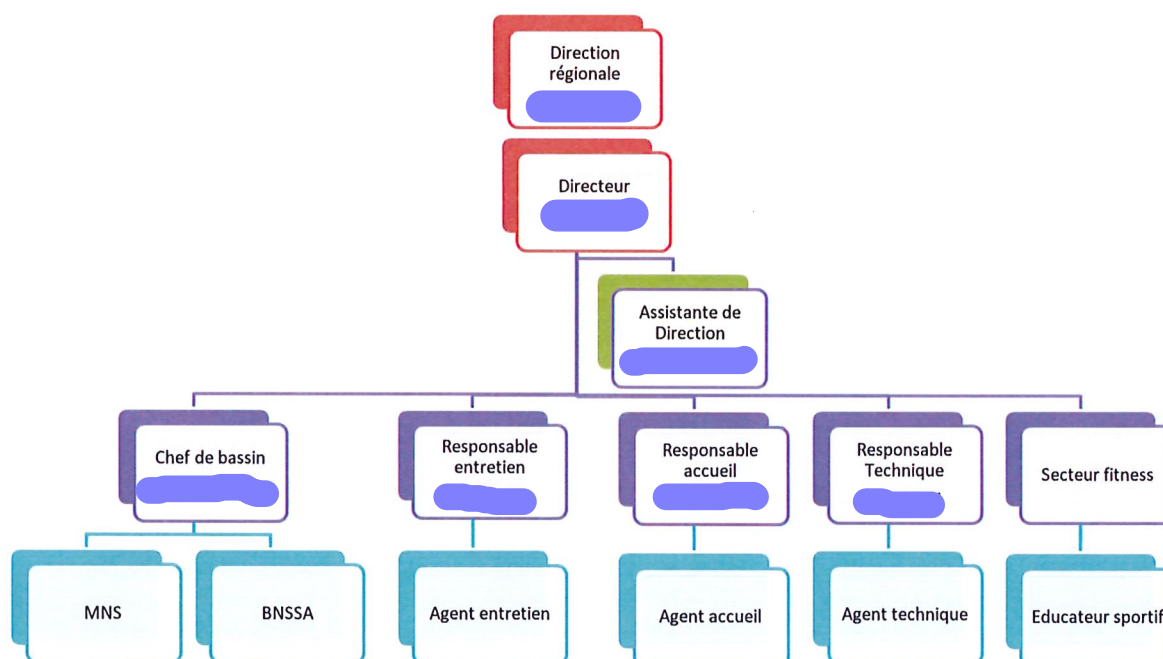 Direction
régionale
Directeur
Assistante de
Direction
Chef de bassin
Responsable
entretien
Responsable
accueil
Responsable
Technique
Secteur fitness
MNS
BNSSA
Agent entretien
Agent accueil
Agent technique
Educateur sportif